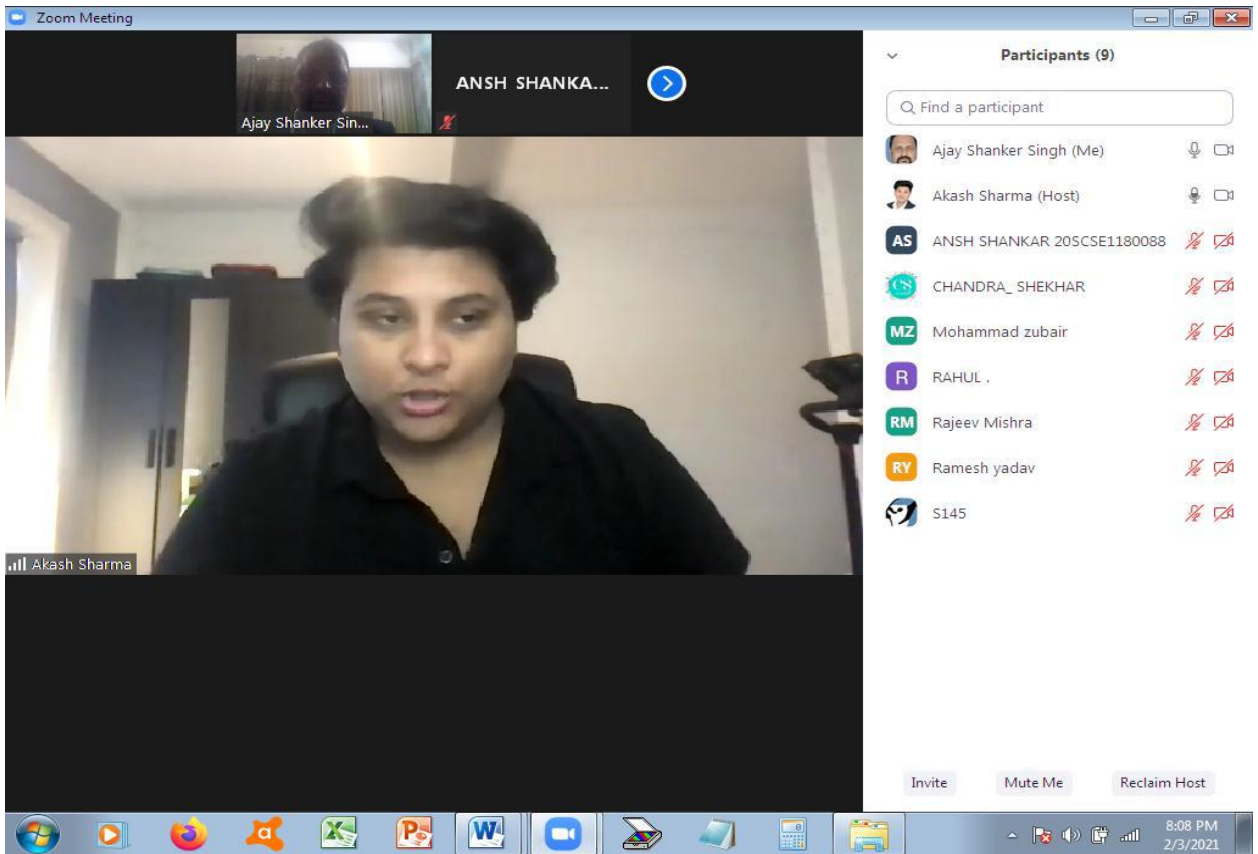 Zoom Meeting
Ajay Shanker Sin...
ANSH SHANKA...
Akash Sharma
Participants (9)
Find a participant
Ajay Shanker Singh (Me)
Akash Sharma (Host)
AS ANSH SHANKAR 20SCSE1180088
CS CHANDRA_ SHEKHAR
MZ Mohammad zubair
R RAHUL .
RM Rajeev Mishra
RY Ramesh yadav
S145
Invite Mute Me Reclaim Host
8:08 PM
2/3/2021